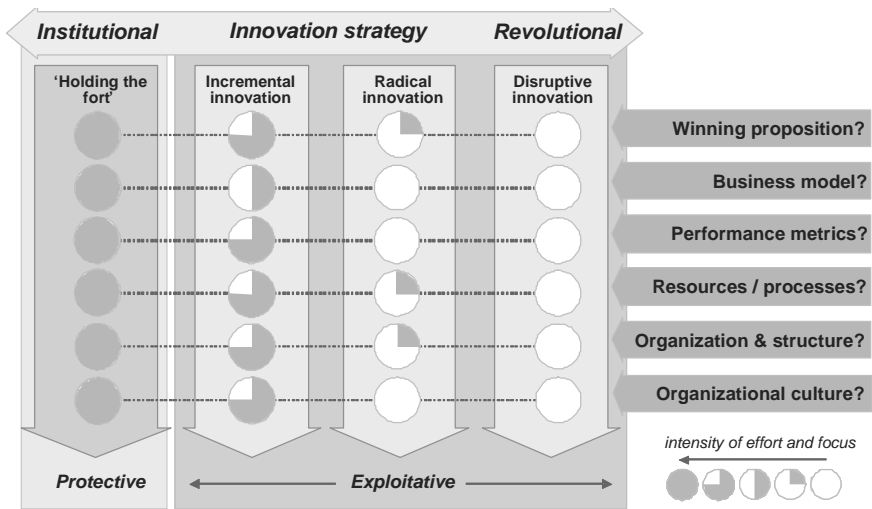 Institutional Innovation strategy Revolutional
‘Holding the
fort’
Incremental
innovation
Radical
innovation
Disruptive
innovation
Winning proposition?
Business model?
Performance metrics?
Resources / processes?
Organization & structure?
Organizational culture?
intensity of effort and focus
Protective
Exploitative